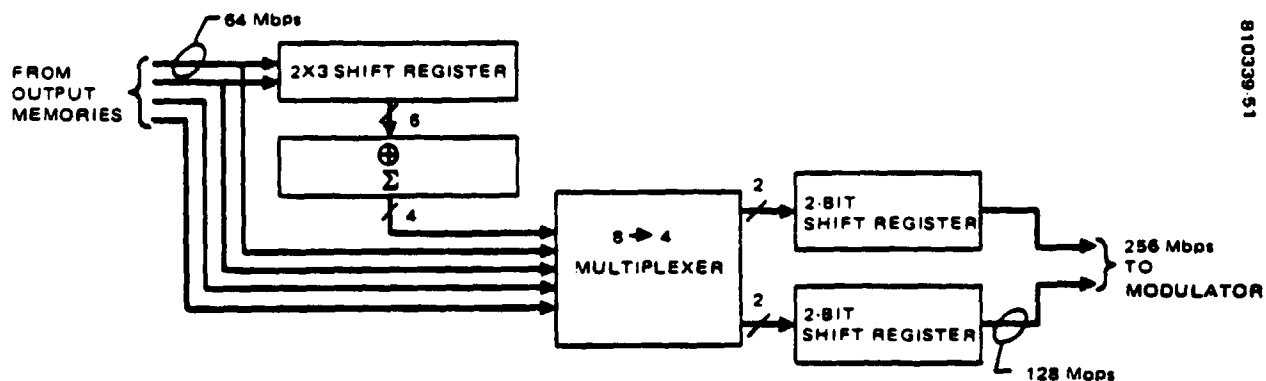 64 Mbps
FROM
OUTPUT
MEMORIES
2X3 SHIFT REGISTER
6
⊕
Σ
4
8 → 4
MULTIPLEXER
2
2-BIT
SHIFT REGISTER
2
2-BIT
SHIFT REGISTER
256 Mbps
TO
MODULATOR
128 Mbps
810339-51